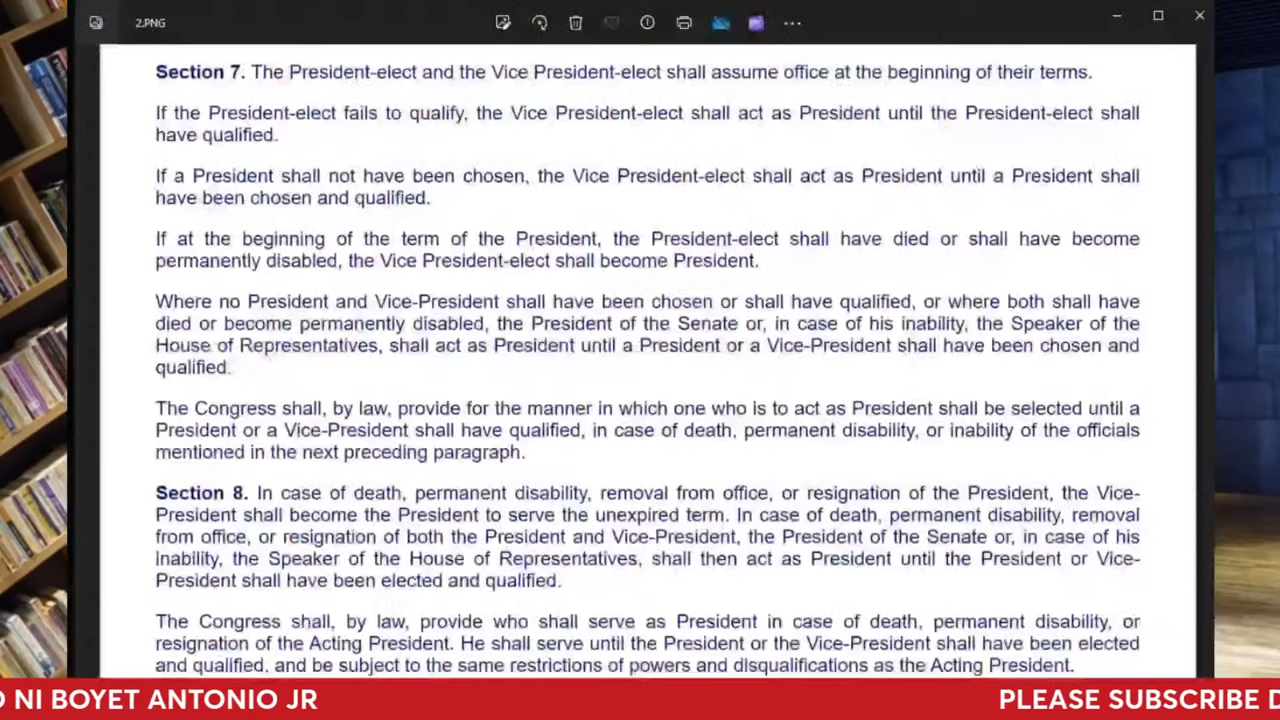 2.PNG
Section 7. The President-elect and the Vice President-elect shall assume office at the beginning of their terms.
If the President-elect fails to qualify, the Vice President-elect shall act as President until the President-elect shall
have qualified.
If a President shall not have been chosen, the Vice President-elect shall act as President until a President shall
have been chosen and qualified.
If at the beginning of the term of the President, the President-elect shall have died or shall have become
permanently disabled, the Vice President-elect shall become President.
Where no President and Vice-President shall have been chosen or shall have qualified, or where both shall have
died or become permanently disabled, the President of the Senate or, in case of his inability, the Speaker of the
House of Representatives, shall act as President until a President or a Vice-President shall have been chosen and
qualified.
The Congress shall, by law, provide for the manner in which one who is to act as President shall be selected until a
President or a Vice-President shall have qualified, in case of death, permanent disability, or inability of the officials
mentioned in the next preceding paragraph.
Section 8. In case of death, permanent disability, removal from office, or resignation of the President, the Vice-
President shall become the President to serve the unexpired term. In case of death, permanent disability, removal
from office, or resignation of both the President and Vice-President, the President of the Senate or, in case of his
inability, the Speaker of the House of Representatives, shall then act as President until the President or Vice-
President shall have been elected and qualified.
The Congress shall, by law, provide who shall serve as President in case of death, permanent disability, or
resignation of the Acting President. He shall serve until the President or the Vice-President shall have been elected
and qualified, and be subject to the same restrictions of powers and disqualifications as the Acting President.
O NI BOYET ANTONIO JR PLEASE SUBSCRIBE D